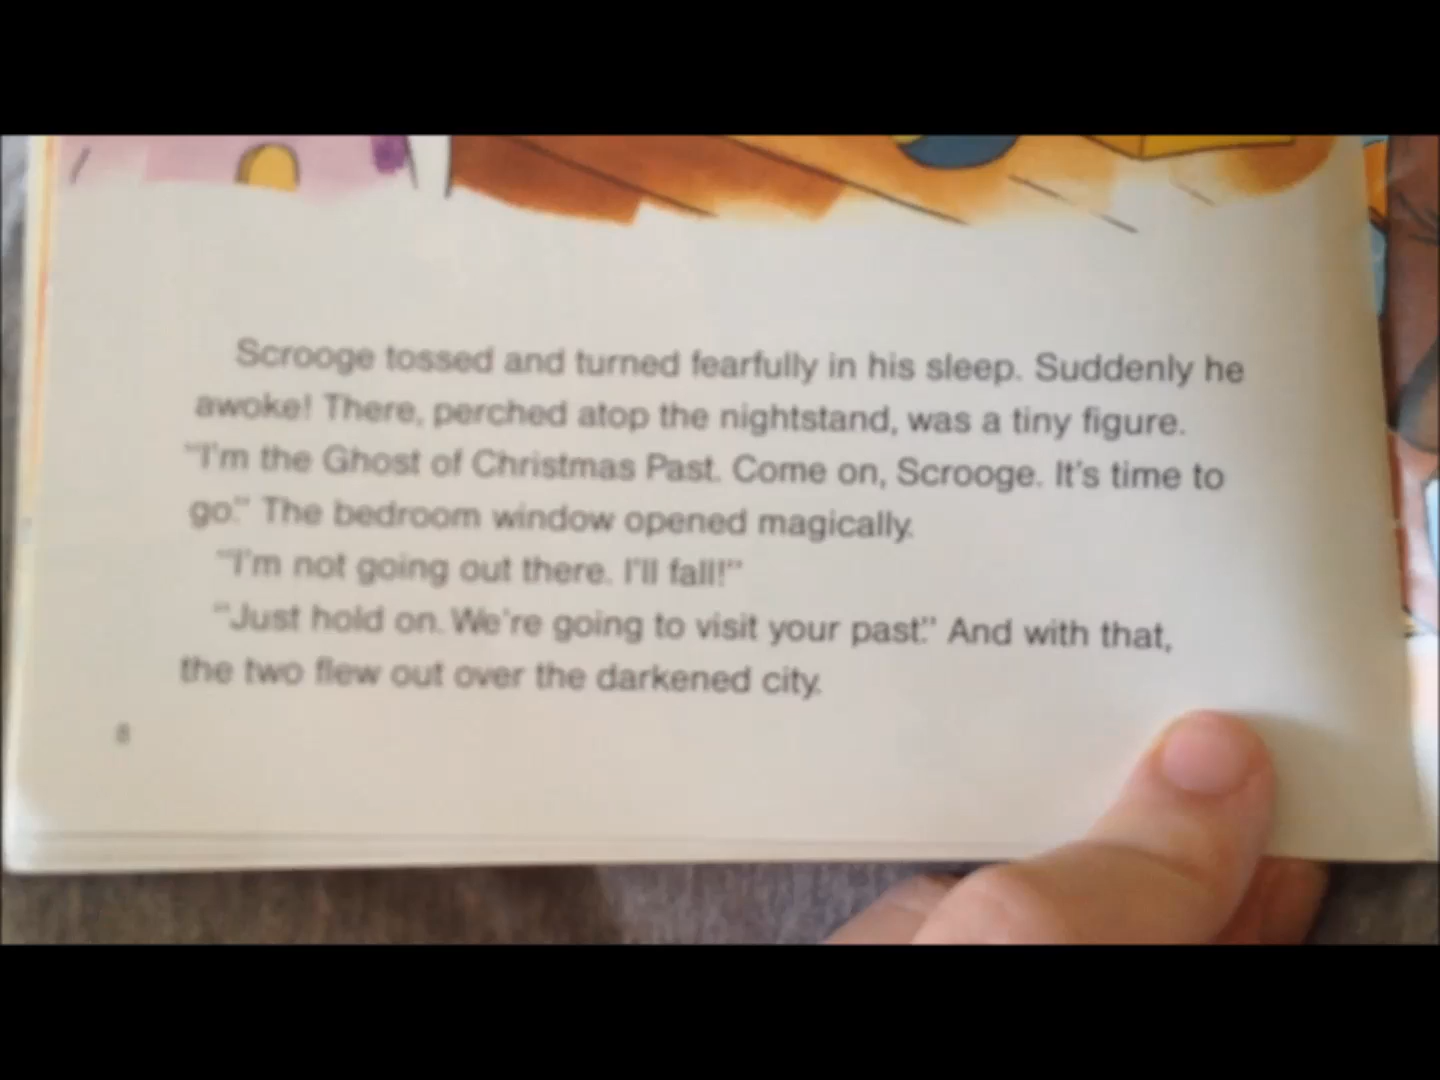 Scrooge tossed and turned fearfully in his sleep. Suddenly he
awoke! There, perched atop the nightstand, was a tiny figure.
"I'm the Ghost of Christmas Past. Come on, Scrooge. It's time to
go." The bedroom window opened magically.
"I'm not going out there. I'll fall!"
"Just hold on. We're going to visit your past." And with that,
the two flew out over the darkened city.
8